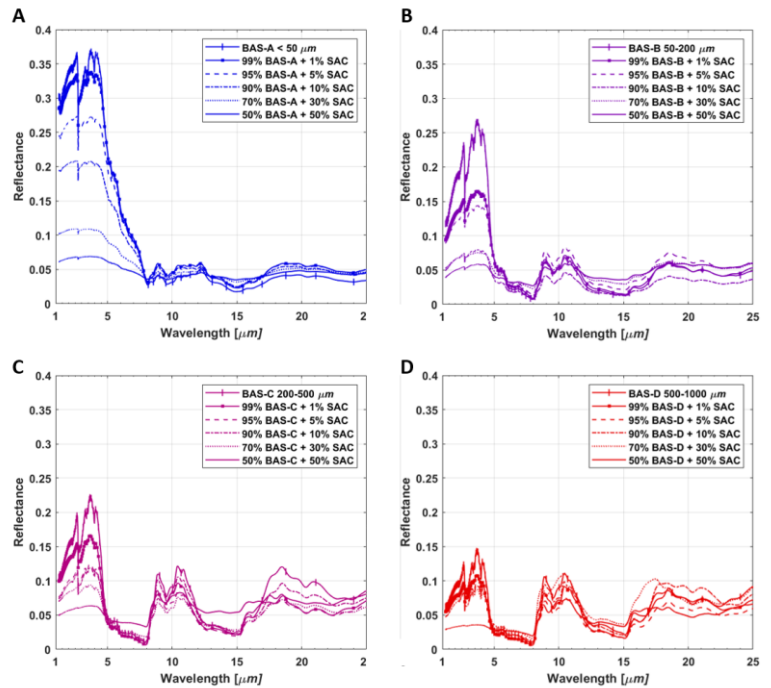 A
0.4
0.35
0.3
0.25
0.2
0.15
0.1
0.05
0
Reflectance
1 5 10 15 20 2
Wavelength [μm]
BAS-A < 50 μm
99% BAS-A + 1% SAC
95% BAS-A + 5% SAC
90% BAS-A + 10% SAC
70% BAS-A + 30% SAC
50% BAS-A + 50% SAC
B
0.4
0.35
0.3
0.25
0.2
0.15
0.1
0.05
0
Reflectance
1 5 10 15 20 25
Wavelength [μm]
BAS-B 50-200 μm
99% BAS-B + 1% SAC
95% BAS-B + 5% SAC
90% BAS-B + 10% SAC
70% BAS-B + 30% SAC
50% BAS-B + 50% SAC
C
0.4
0.35
0.3
0.25
0.2
0.15
0.1
0.05
0
Reflectance
1 5 10 15 20 2
Wavelength [μm]
BAS-C 200-500 μm
99% BAS-C + 1% SAC
95% BAS-C + 5% SAC
90% BAS-C + 10% SAC
70% BAS-C + 30% SAC
50% BAS-C + 50% SAC
D
0.4
0.35
0.3
0.25
0.2
0.15
0.1
0.05
0
Reflectance
1 5 10 15 20 25
Wavelength [μm]
BAS-D 500-1000 μm
99% BAS-D + 1% SAC
95% BAS-D + 5% SAC
90% BAS-D + 10% SAC
70% BAS-D + 30% SAC
50% BAS-D + 50% SAC